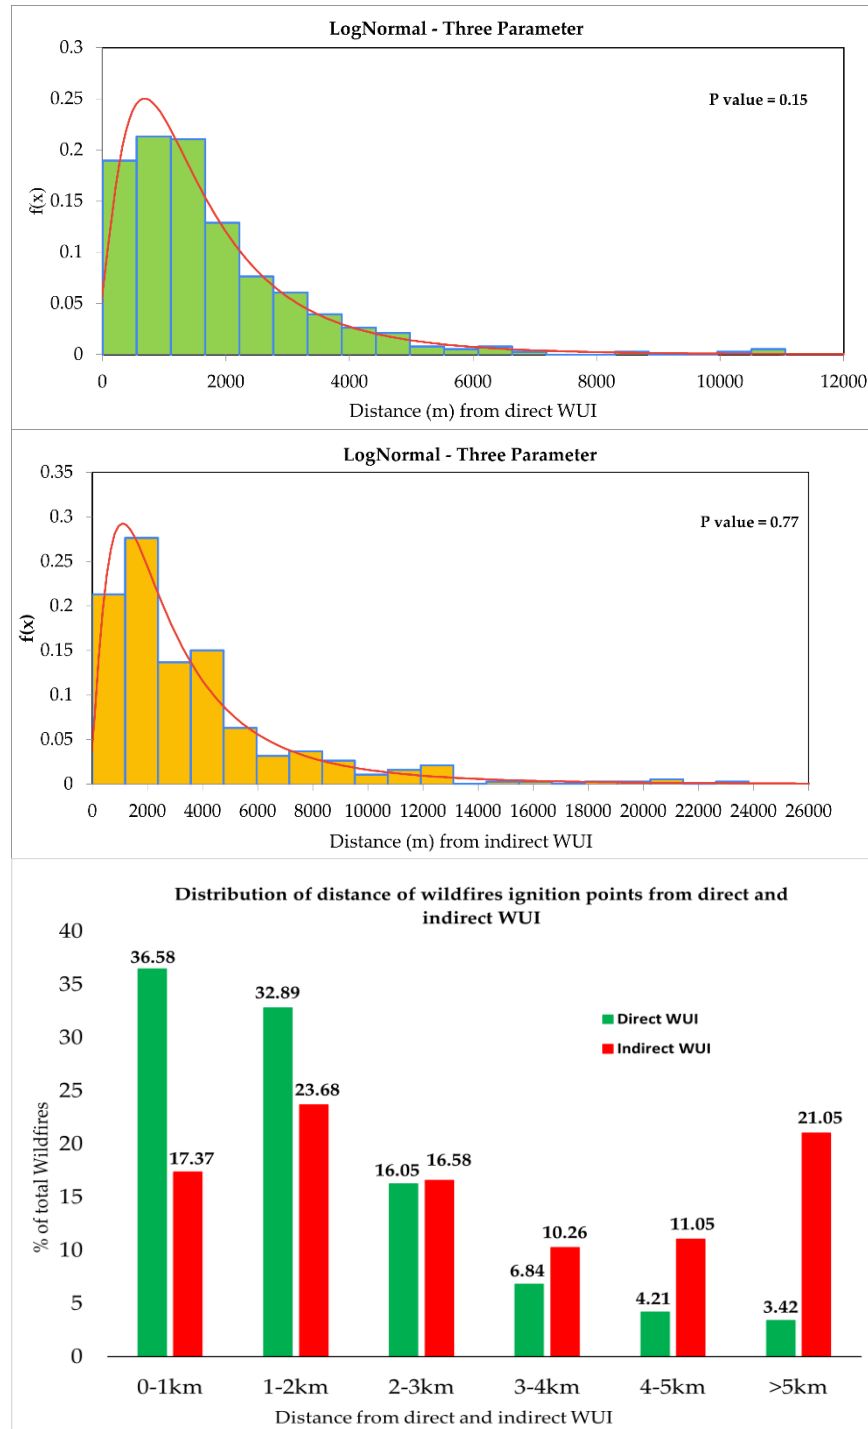 LogNormal - Three Parameter
0.3
0.25
0.2
0.15
0.1
0.05
0
f(x)
P value = 0.15
0 2000 4000 6000 8000 10000 12000
Distance (m) from direct WUI
LogNormal - Three Parameter
0.35
0.3
0.25
0.2
0.15
0.1
0.05
0
f(x)
P value = 0.77
0 2000 4000 6000 8000 10000 12000 14000 16000 18000 20000 22000 24000 26000
Distance (m) from indirect WUI
Distribution of distance of wildfires ignition points from direct and
indirect WUI
40
35
30
25
20
15
10
5
0
% of total Wildfires
36.58
17.37
32.89
23.68
16.05
16.58
6.84
10.26
4.21
11.05
3.42
21.05
Direct WUI
Indirect WUI
0-1km 1-2km 2-3km 3-4km 4-5km >5km
Distance from direct and indirect WUI